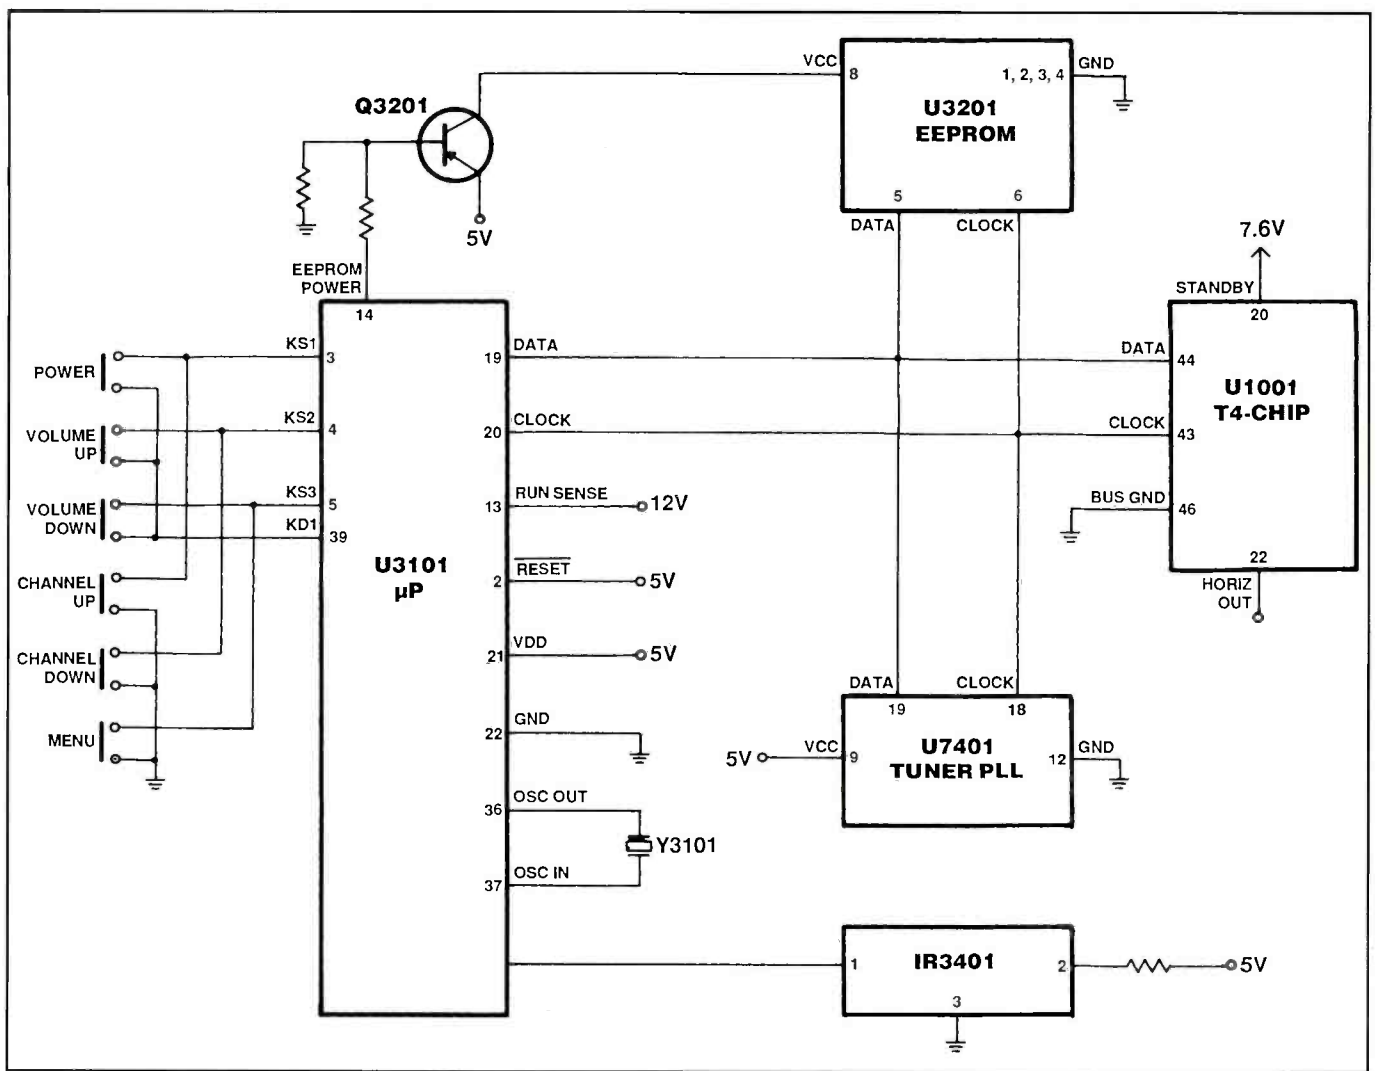 VCC
8
1, 2, 3, 4
GND
Q3201
U3201
EEPROM
5
6
DATA
CLOCK
5V
7.6V
EEPROM
POWER
14
STANDBY
20
POWER
KS1
3
19
DATA
DATA
44
U1001
T4-CHIP
VOLUME
UP
KS2
4
20
CLOCK
CLOCK
43
VOLUME
DOWN
KS3
5
KD1
39
13
RUN SENSE
12V
BUS GND
46
U3101
µP
2
RESET
5V
22
HORIZ
OUT
CHANNEL
UP
CHANNEL
DOWN
21
VDD
5V
MENU
22
GND
DATA
CLOCK
19
18
5V
VCC
9
U7401
TUNER PLL
12
GND
36
OSC OUT
Y3101
37
OSC IN
1
IR3401
2
5V
3